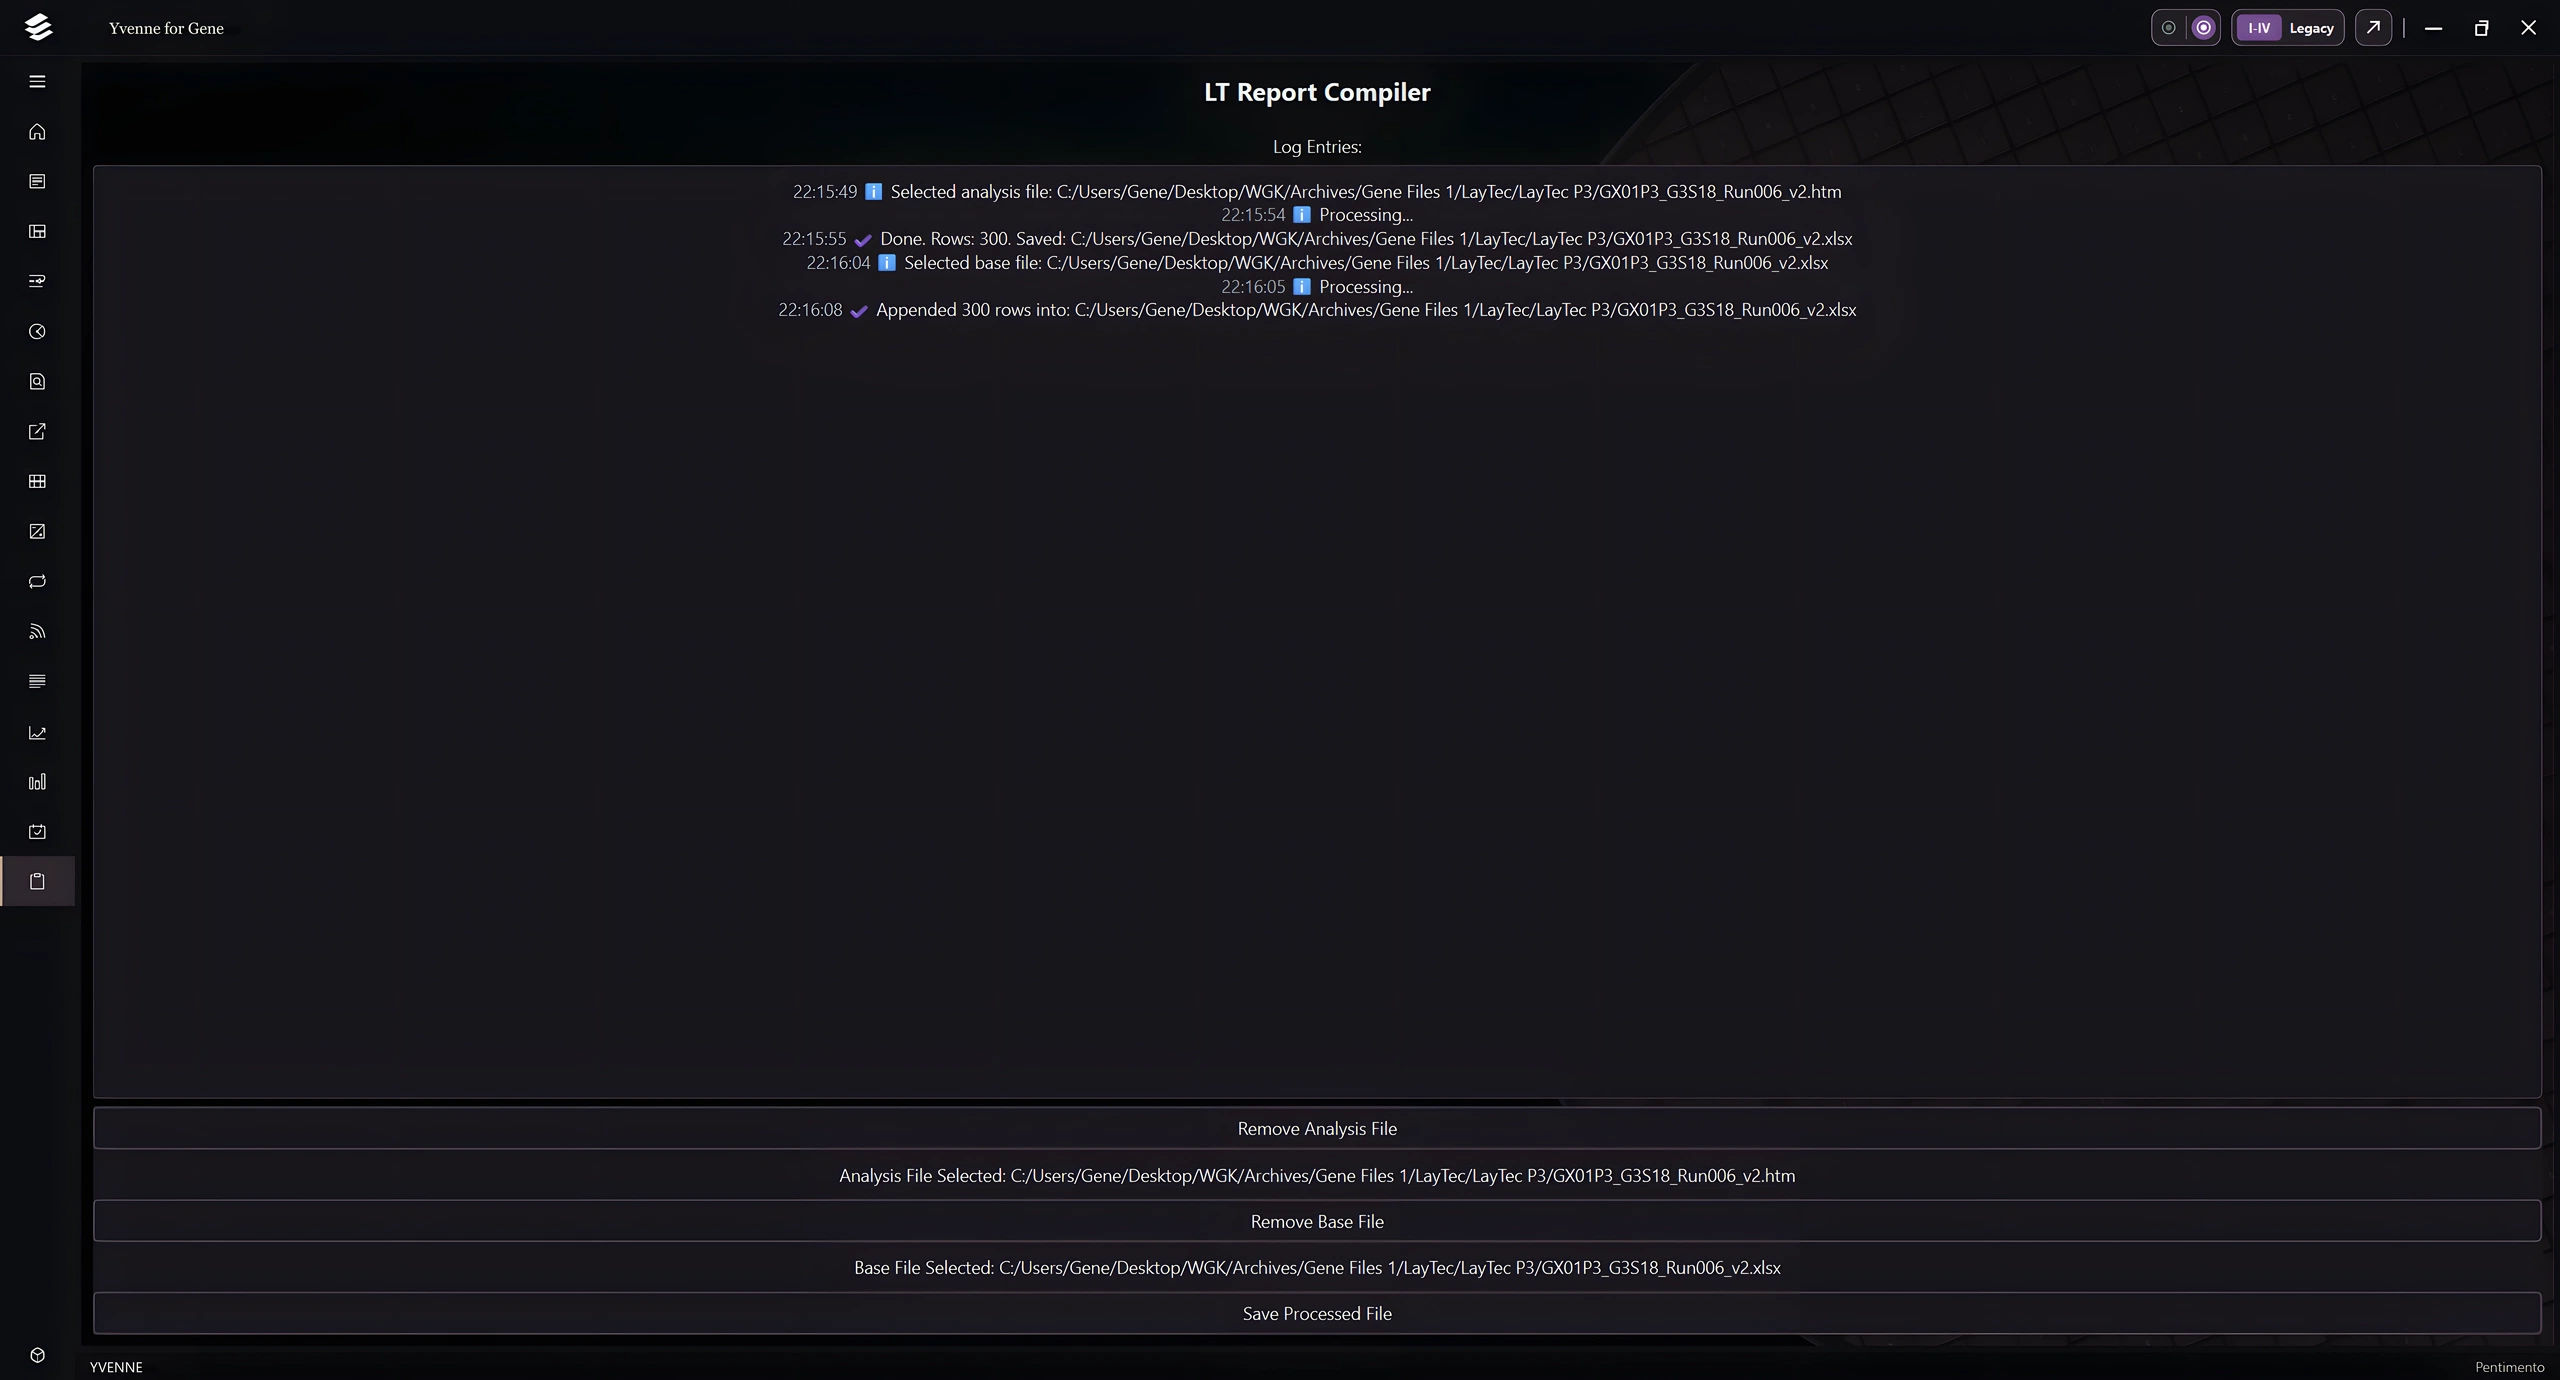 Yvenne for Gene
I-IV Legacy
LT Report Compiler
Log Entries:
22:15:49 ℹ️ Selected analysis file: C:/Users/Gene/Desktop/WGK/Archives/Gene Files 1/LayTec/LayTec P3/GX01P3_G3S18_Run006_v2.htm
22:15:54 ℹ️ Processing...
22:15:55 ✔ Done. Rows: 300. Saved: C:/Users/Gene/Desktop/WGK/Archives/Gene Files 1/LayTec/LayTec P3/GX01P3_G3S18_Run006_v2.xlsx
22:16:04 ℹ️ Selected base file: C:/Users/Gene/Desktop/WGK/Archives/Gene Files 1/LayTec/LayTec P3/GX01P3_G3S18_Run006_v2.xlsx
22:16:05 ℹ️ Processing...
22:16:08 ✔ Appended 300 rows into: C:/Users/Gene/Desktop/WGK/Archives/Gene Files 1/LayTec/LayTec P3/GX01P3_G3S18_Run006_v2.xlsx
Remove Analysis File
Analysis File Selected: C:/Users/Gene/Desktop/WGK/Archives/Gene Files 1/LayTec/LayTec P3/GX01P3_G3S18_Run006_v2.htm
Remove Base File
Base File Selected: C:/Users/Gene/Desktop/WGK/Archives/Gene Files 1/LayTec/LayTec P3/GX01P3_G3S18_Run006_v2.xlsx
Save Processed File
YVENNE
Pentimento